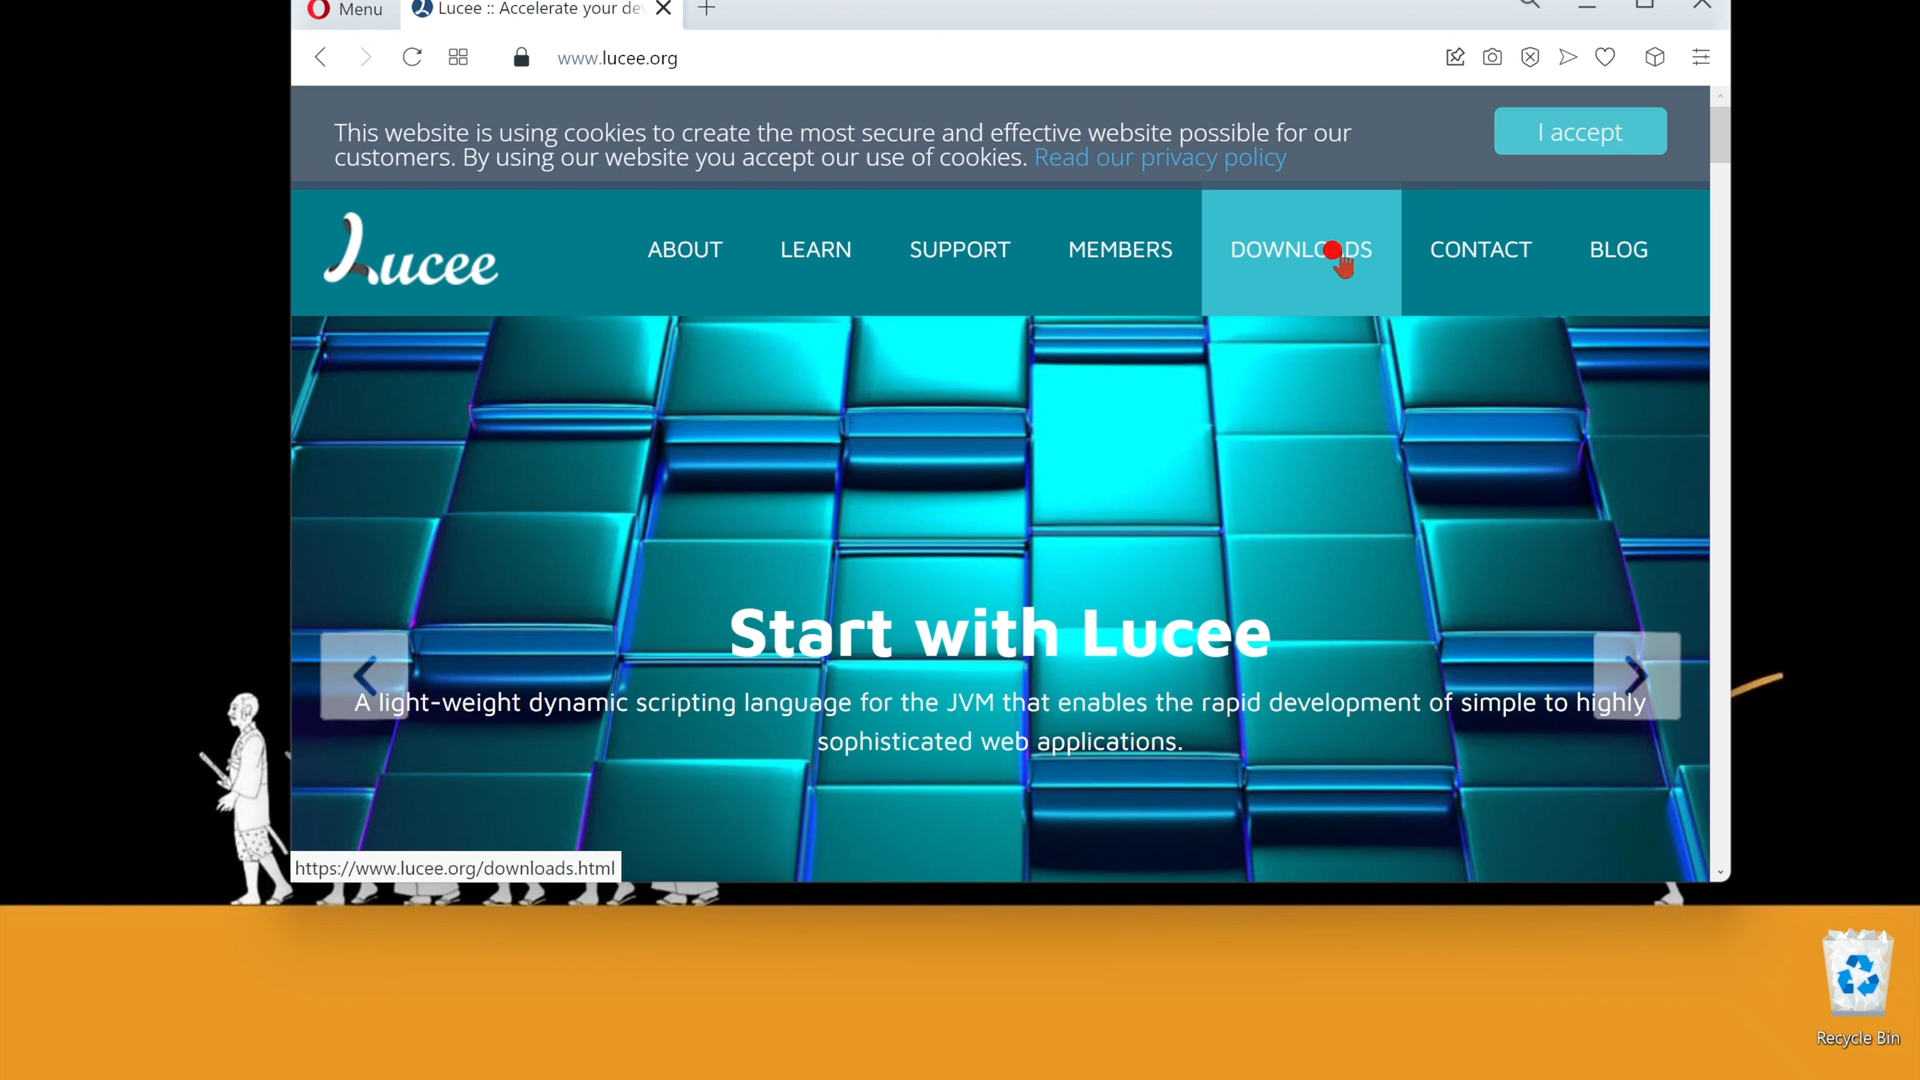 Menu
Lucee :: Accelerate your de
www.lucee.org
This website is using cookies to create the most secure and effective website possible for our
customers. By using our website you accept our use of cookies. Read our privacy policy
I accept
Lucee
ABOUT
LEARN
SUPPORT
MEMBERS
DOWNLOADS
CONTACT
BLOG
Start with Lucee
A light-weight dynamic scripting language for the JVM that enables the rapid development of simple to highly
sophisticated web applications.
https://www.lucee.org/downloads.html
Recycle Bin